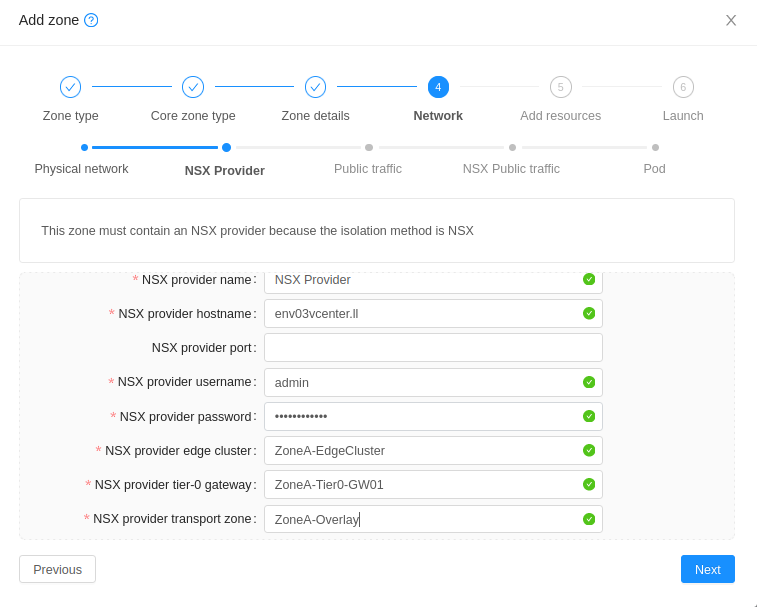 Add zone ?
4 5 6
Zone type Core zone type Zone details Network Add resources Launch
Physical network NSX Provider Public traffic NSX Public traffic Pod
This zone must contain an NSX provider because the isolation method is NSX
* NSX provider name: NSX Provider
* NSX provider hostname: env03vcenter.ll
NSX provider port:
* NSX provider username: admin
* NSX provider password: ••••••••••••
* NSX provider edge cluster: ZoneA-EdgeCluster
* NSX provider tier-0 gateway: ZoneA-Tier0-GW01
* NSX provider transport zone: ZoneA-Overlay
Previous Next